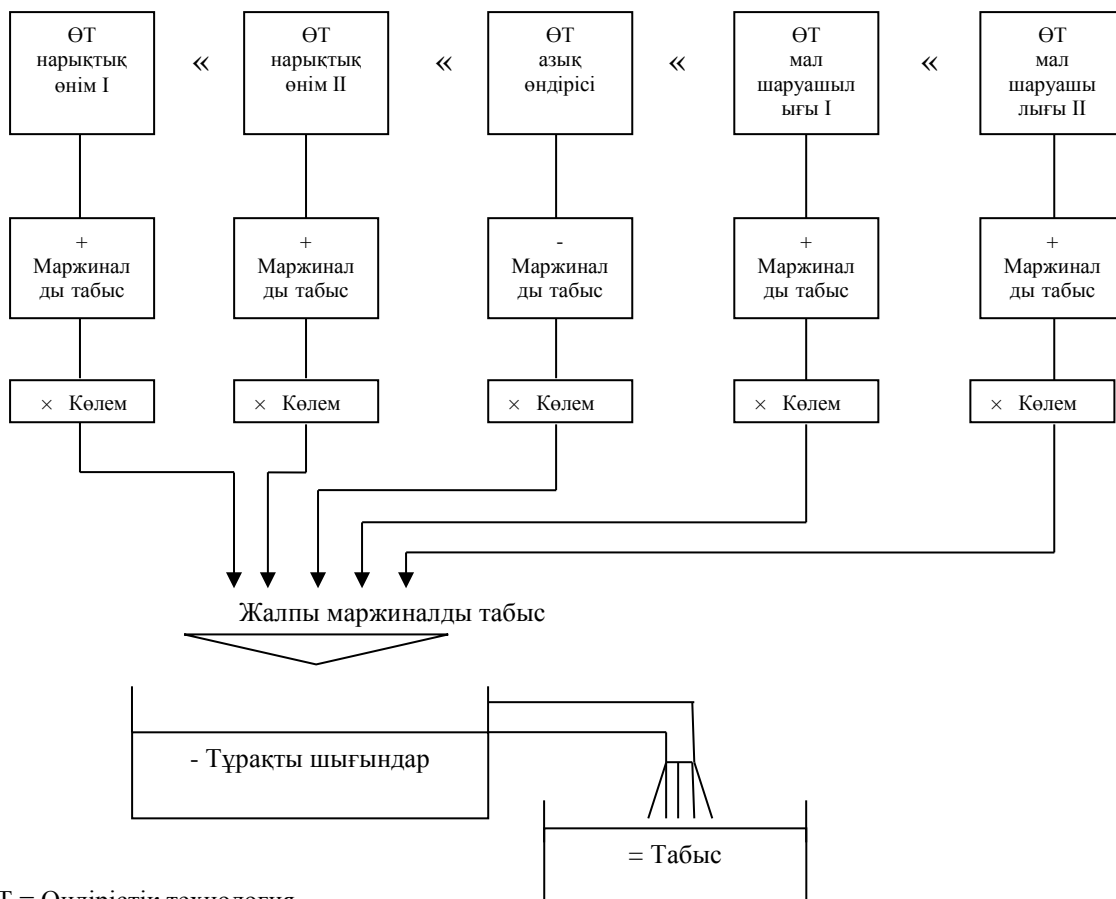 ӨТ
нарықтық
өнім I
«
ӨТ
нарықтық
өнім II
«
ӨТ
азық
өндірісі
«
ӨТ
мал
шаруашыл
ығы I
«
ӨТ
мал
шаруашы
лығы II
+
Маржинал
ды табыс
+
Маржинал
ды табыс
-
Маржинал
ды табыс
+
Маржинал
ды табыс
+
Маржинал
ды табыс
× Көлем
× Көлем
× Көлем
× Көлем
× Көлем
Жалпы маржиналды табыс
- Тұрақты шығындар
= Табыс